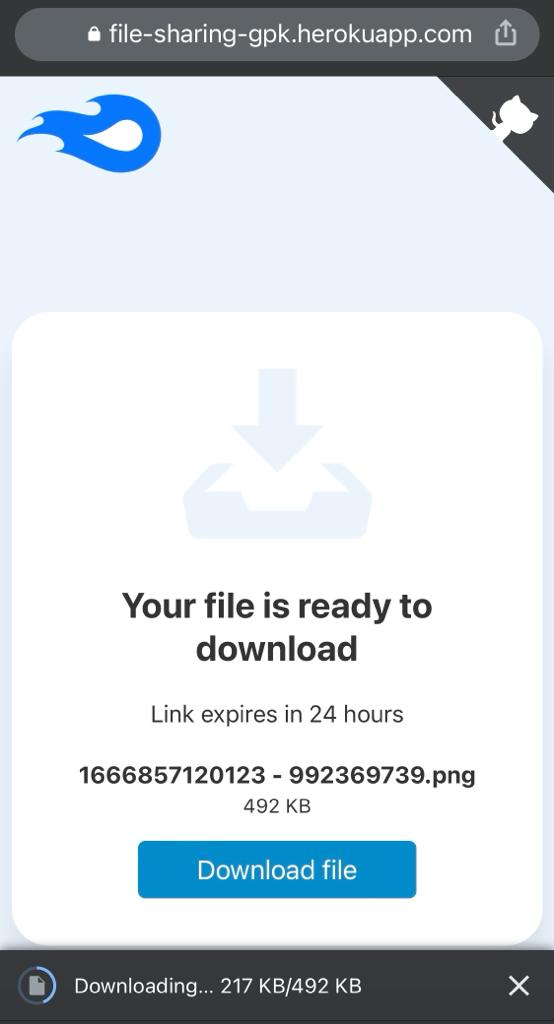 file-sharing-gpk.herokuapp.com
Your file is ready to
download
Link expires in 24 hours
1666857120123 - 992369739.png
492 KB
Download file
Downloading... 217 KB/492 KB